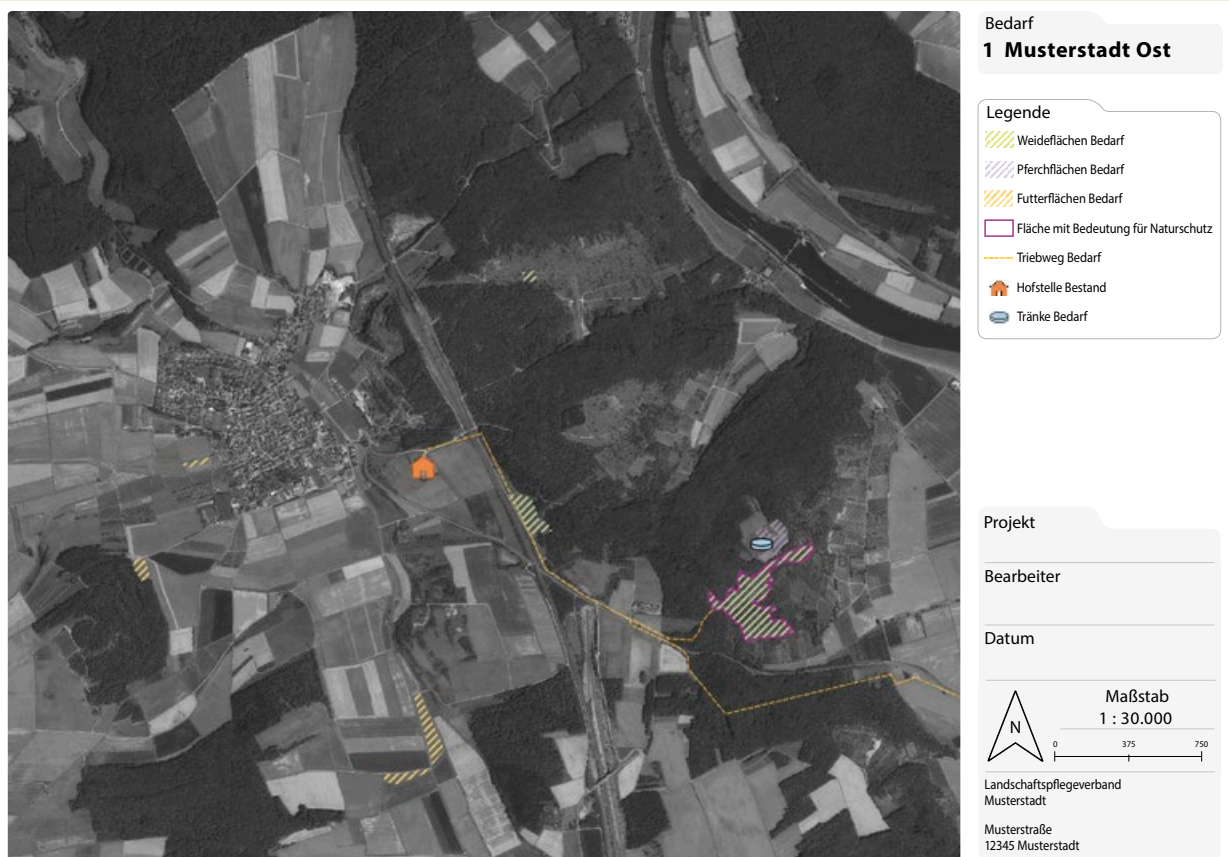 Bedarf
1 Musterstadt Ost
Legende
Weideflächen Bedarf
Pferchflächen Bedarf
Futterflächen Bedarf
Fläche mit Bedeutung für Naturschutz
Triebweg Bedarf
Hofstelle Bestand
Tränke Bedarf
Projekt
Bearbeiter
Datum
N
Maßstab
1 : 30.000
0 375 750
Landschaftspflegeverband
Musterstadt
Musterstraße
12345 Musterstadt